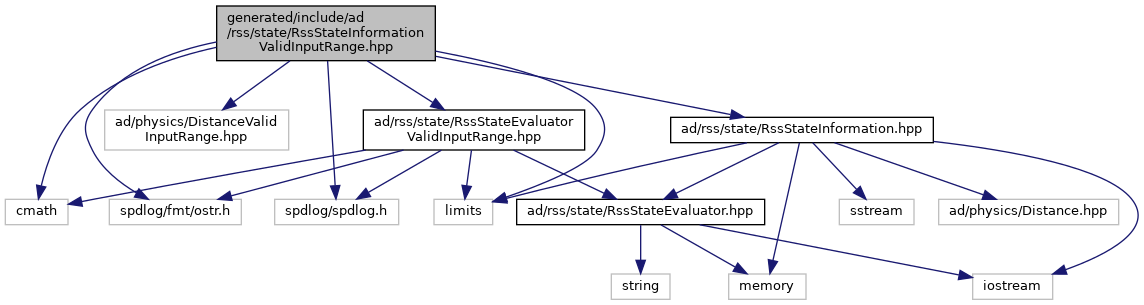 generated/include/ad
/rss/state/RssStateInformation
ValidInputRange.hpp
ad/physics/DistanceValid
InputRange.hpp
ad/rss/state/RssStateEvaluator
ValidInputRange.hpp
ad/rss/state/RssStateInformation.hpp
cmath
spdlog/fmt/ostr.h
spdlog/spdlog.h
limits
ad/rss/state/RssStateEvaluator.hpp
sstream
ad/physics/Distance.hpp
string
memory
iostream